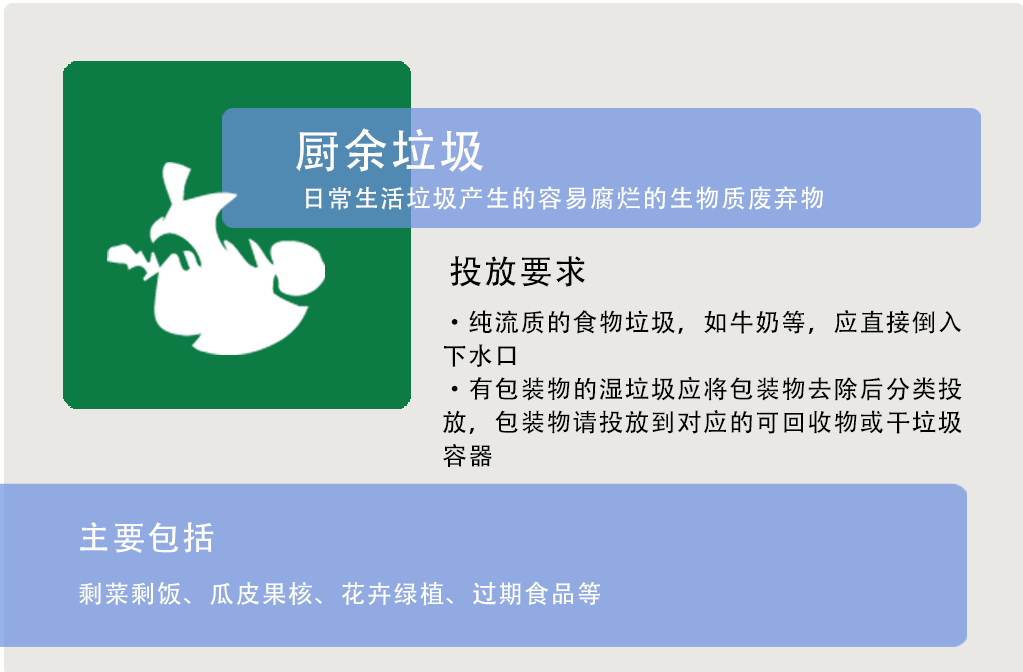 厨余垃圾
日常生活垃圾产生的容易腐烂的生物质废弃物
投放要求
·纯流质的食物垃圾，如牛奶等，应直接倒入
下水口
·有包装物的湿垃圾应将包装物去除后分类投
放，包装物请投放到对应的可回收物或干垃圾
容器
主要包括
剩菜剩饭、瓜皮果核、花卉绿植、过期食品等